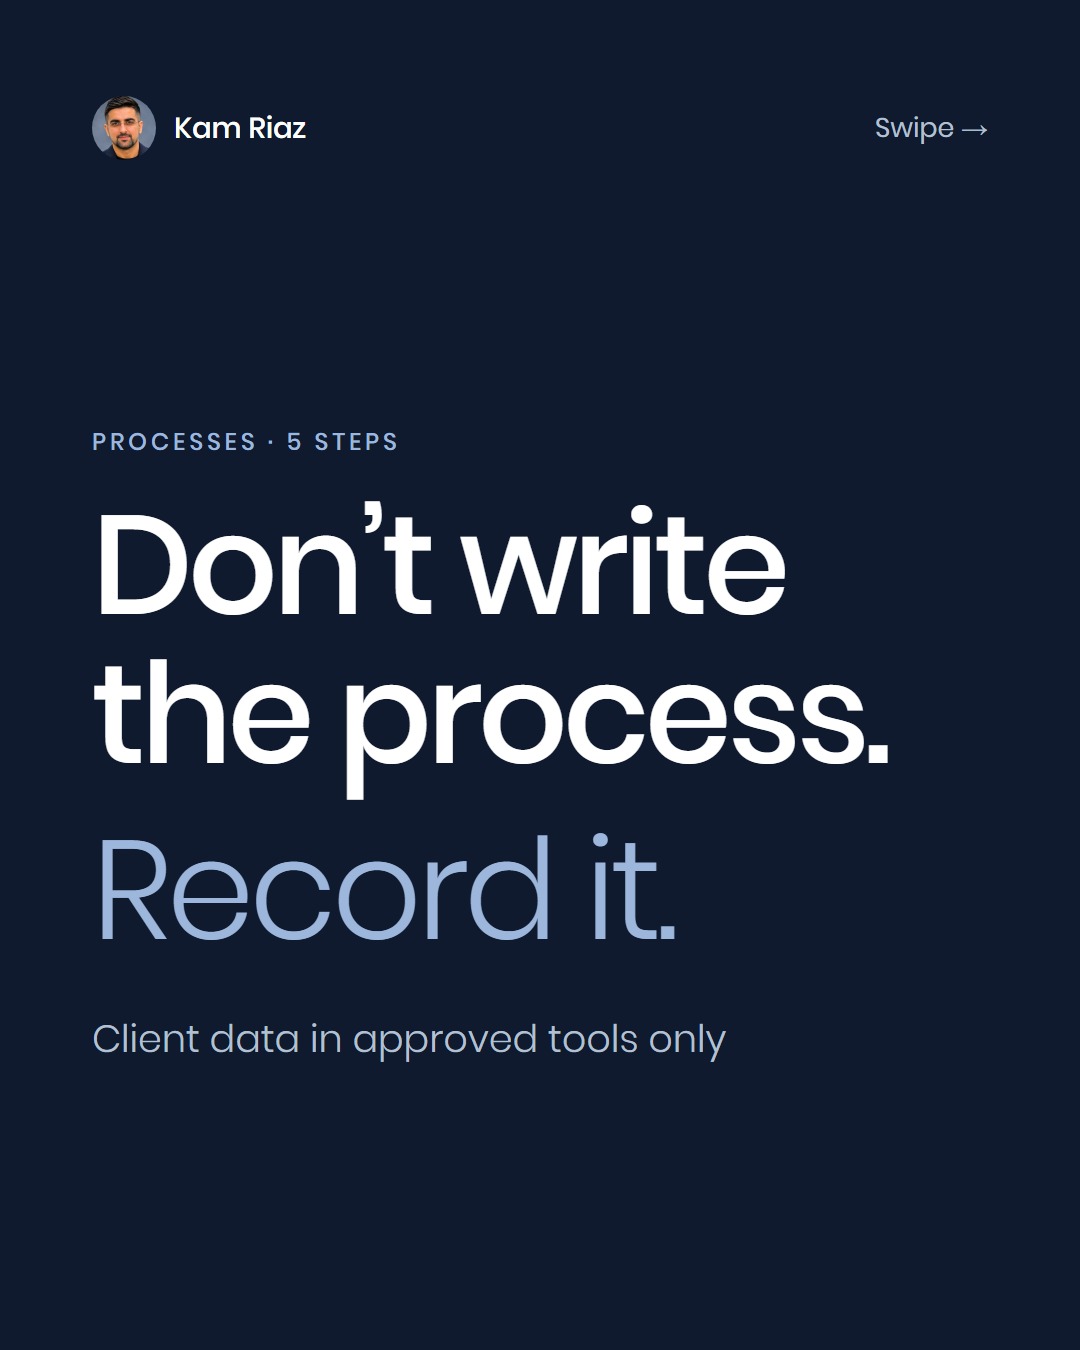 Kam Riaz
Swipe →
PROCESSES · 5 STEPS
Don’t write
the process.
Record it.
Client data in approved tools only